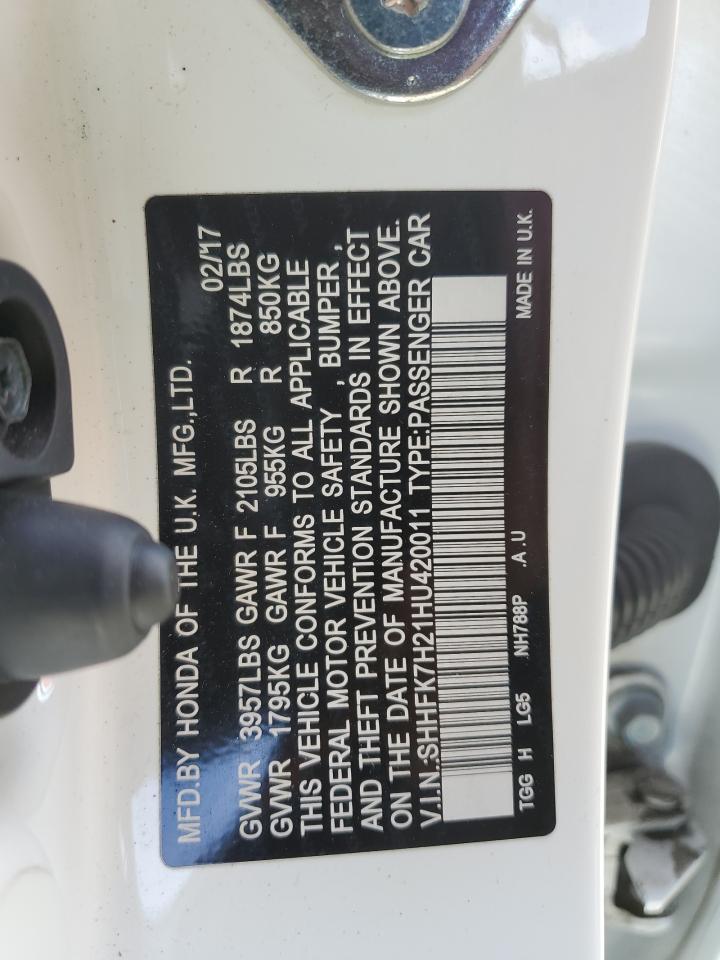 MFD.BY HONDA OF THE U.K. MFG.,LTD. 02/17
GVWR 3957LBS GAWR F 2105LBS R 1874LBS
GVWR 1795KG GAWR F 955KG R 850KG
THIS VEHICLE CONFORMS TO ALL APPLICABLE
FEDERAL MOTOR VEHICLE SAFETY , BUMPER ,
AND THEFT PREVENTION STANDARDS IN EFFECT
ON THE DATE OF MANUFACTURE SHOWN ABOVE.
V.I.N.:SHHFK7H21HU420011 TYPE:PASSENGER CAR
TGG H LG5 NH788P .A .U MADE IN U.K.